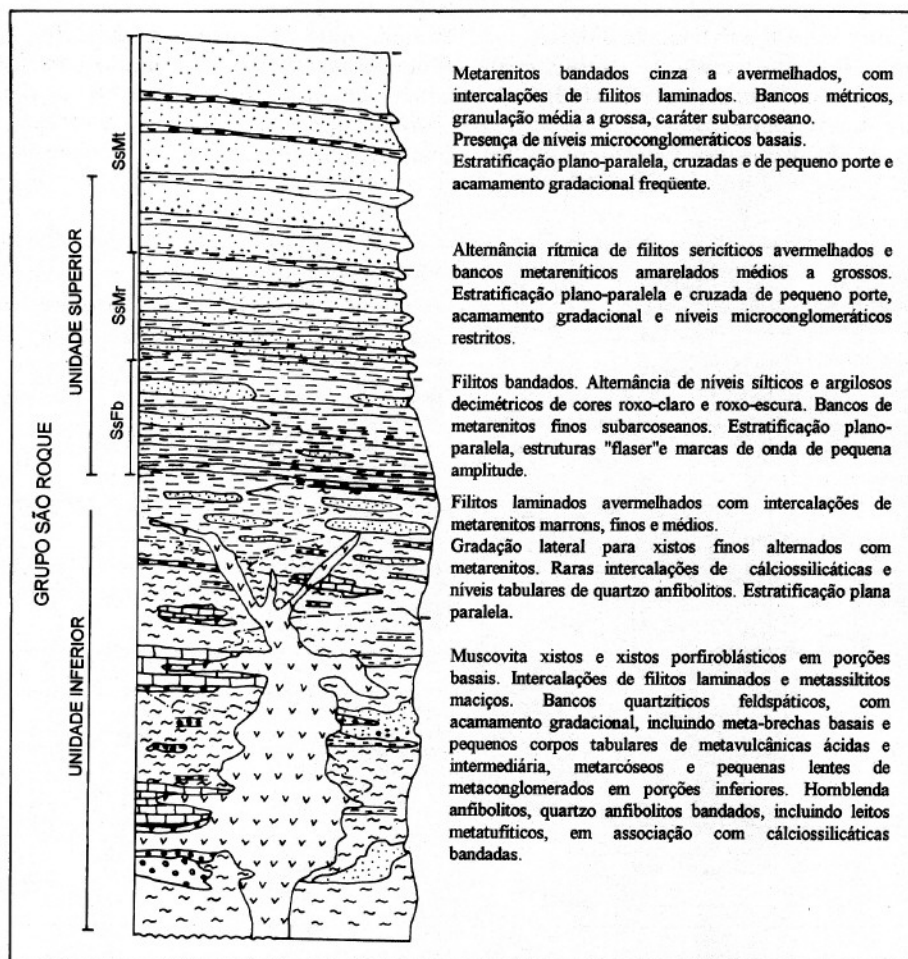 GRUPO SÃO ROQUE
UNIDADE SUPERIOR
UNIDADE INFERIOR
SsMt
SsMr
SsFb
Metarenitos bandados cinza a avermelhados, com
intercalações de filitos laminados. Bancos métricos,
granulação média a grossa, caráter subarcoseano.
Presença de níveis microconglomeráticos basais.
Estratificação plano-paralela, cruzadas e de pequeno porte e
acamamento gradacional freqüente.
Alternância rítmica de filitos sericíticos avermelhados e
bancos metareníticos amarelados médios a grossos.
Estratificação plano-paralela e cruzada de pequeno porte,
acamamento gradacional e níveis microconglomeráticos
restritos.
Filitos bandados. Alternância de níveis sílticos e argilosos
decimétricos de cores roxo-claro e roxo-escura. Bancos de
metarenitos finos subarcoseanos. Estratificação plano-
paralela, estruturas "flaser"e marcas de onda de pequena
amplitude.
Filitos laminados avermelhados com intercalações de
metarenitos marrons, finos e médios.
Gradação lateral para xistos finos alternados com
metarenitos. Raras intercalações de cálciossilicáticas e
níveis tabulares de quartzo anfibolitos. Estratificação plana
paralela.
Muscovita xistos e xistos porfiroblásticos em porções
basais. Intercalações de filitos laminados e metassiltitos
maciços. Bancos quartzíticos feldspáticos, com
acamamento gradacional, incluindo meta-brechas basais e
pequenos corpos tabulares de metavulcânicas ácidas e
intermediária, metarcóseos e pequenas lentes de
metaconglomerados em porções inferiores. Hornblenda
anfibolitos, quartzo anfibolitos bandados, incluindo leitos
metatufíticos, em associação com cálciossilicáticas
bandadas.